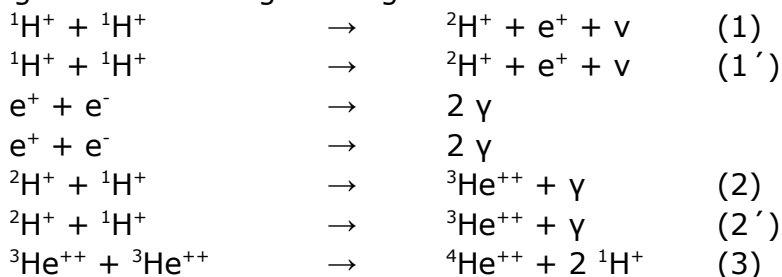 ¹H⁺ + ¹H⁺ → ²H⁺ + e⁺ + ν (1)
¹H⁺ + ¹H⁺ → ²H⁺ + e⁺ + ν (1´)
e⁺ + e⁻ → 2 γ
e⁺ + e⁻ → 2 γ
²H⁺ + ¹H⁺ → ³He⁺⁺ + γ (2)
²H⁺ + ¹H⁺ → ³He⁺⁺ + γ (2´)
³He⁺⁺ + ³He⁺⁺ → ⁴He⁺⁺ + 2 ¹H⁺ (3)